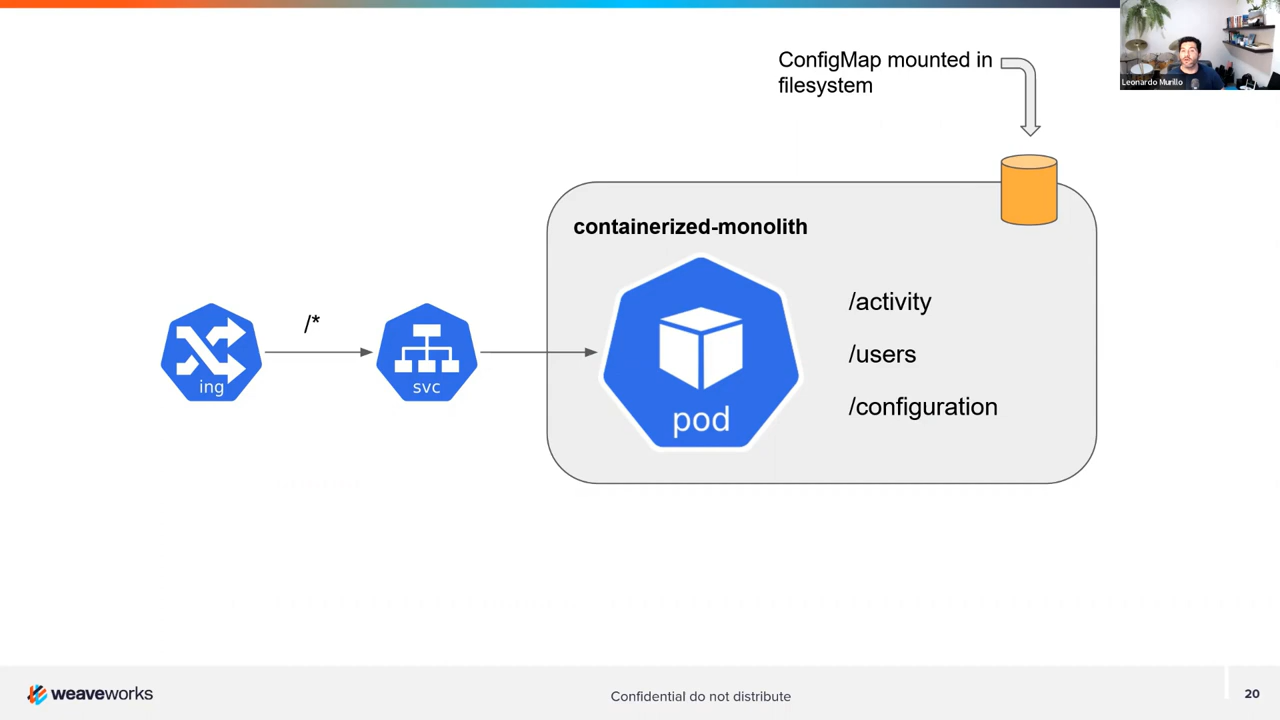 ConfigMap mounted in
filesystem
Leonardo Murillo
containerized-monolith
/*
ing
svc
pod
/activity
/users
/configuration
weaveworks
Confidential do not distribute
20